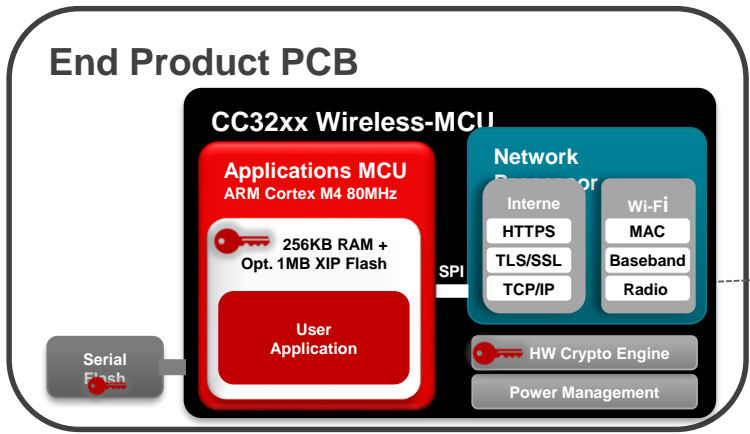 End Product PCB
CC32xx Wireless-MCU
Applications MCU
ARM Cortex M4 80MHz
256KB RAM +
Opt. 1MB XIP Flash
User
Application
SPI
Network
Processor
Interne
HTTPS
TLS/SSL
TCP/IP
Wi-Fi
MAC
Baseband
Radio
HW Crypto Engine
Power Management
Serial
Flash